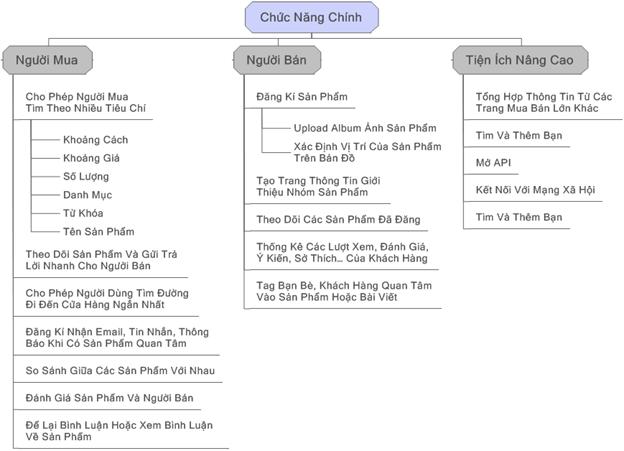 Chức Năng Chính
Người Mua
Cho Phép Người Mua
Tìm Theo Nhiều Tiêu Chí
Khoảng Cách
Khoảng Giá
Số Lượng
Danh Mục
Từ Khóa
Tên Sản Phẩm
Theo Dõi Sản Phẩm Và Gửi Trả
Lời Nhanh Cho Người Bán
Cho Phép Người Dùng Tìm Đường
Đi Đến Cửa Hàng Ngắn Nhất
Đăng Kí Nhận Email, Tin Nhắn, Thông
Báo Khi Có Sản Phẩm Quan Tâm
So Sánh Giữa Các Sản Phẩm Với Nhau
Đánh Giá Sản Phẩm Và Người Bán
Để Lại Bình Luận Hoặc Xem Bình Luận
Về Sản Phẩm
Người Bán
Đăng Kí Sản Phẩm
Upload Album Ảnh Sản Phẩm
Xác Định Vị Trí Của Sản Phẩm
Trên Bản Đồ
Tạo Trang Thông Tin Giới
Thiệu Nhóm Sản Phẩm
Theo Dõi Các Sản Phẩm Đã Đăng
Thống Kê Các Lượt Xem, Đánh Giá,
Ý Kiến, Sở Thích... Của Khách Hàng
Tag Bạn Bè, Khách Hàng Quan Tâm
Vào Sản Phẩm Hoặc Bài Viết
Tiện Ích Nâng Cao
Tổng Hợp Thông Tin Từ Các
Trang Mua Bán Lớn Khác
Tìm Và Thêm Bạn
Mở API
Kết Nối Với Mạng Xã Hội
Tìm Và Thêm Bạn